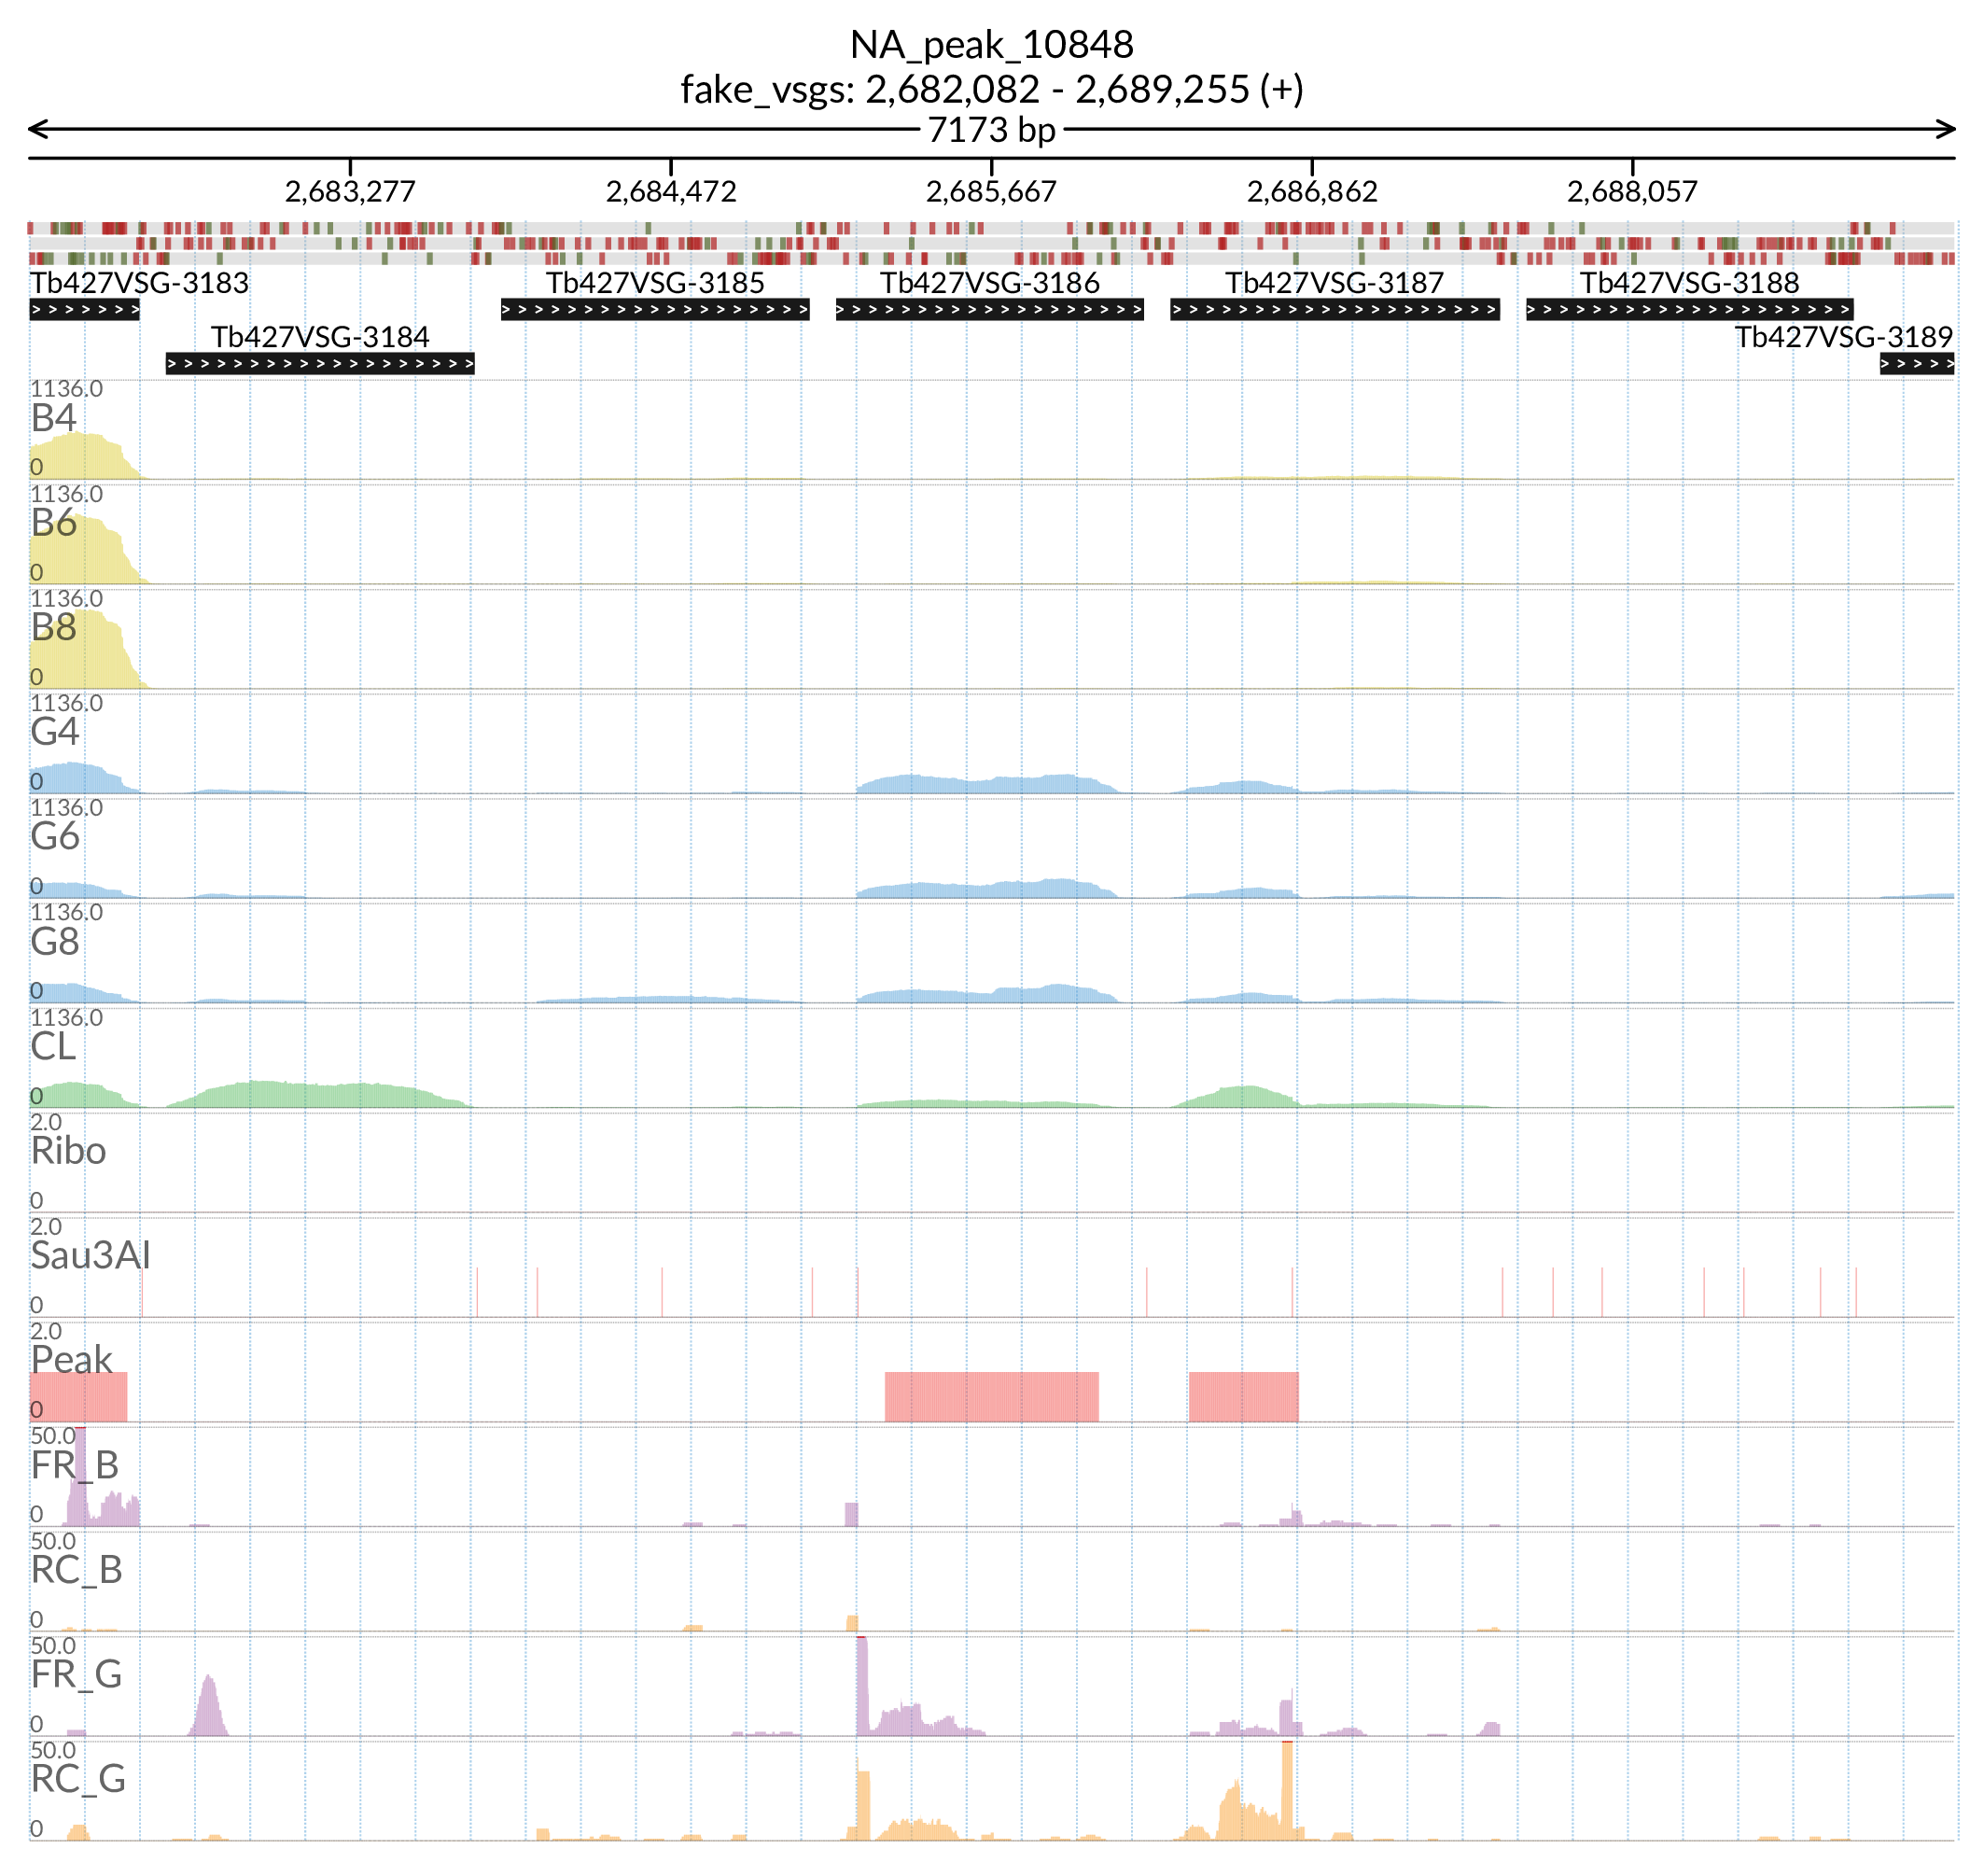 NA_peak_10848
fake_vsgs: 2,682,082 - 2,689,255 (+)
7173 bp
2,683,277 2,684,472 2,685,667 2,686,862 2,688,057
Tb427VSG-3183 Tb427VSG-3185 Tb427VSG-3186 Tb427VSG-3187 Tb427VSG-3188
Tb427VSG-3184 Tb427VSG-3189
1136.0
B4
0
1136.0
B6
0
1136.0
B8
0
1136.0
G4
0
1136.0
G6
0
1136.0
G8
0
1136.0
CL
0
2.0
Ribo
0
2.0
Sau3AI
0
2.0
Peak
0
50.0
FR_B
0
50.0
RC_B
0
50.0
FR_G
0
50.0
RC_G
0